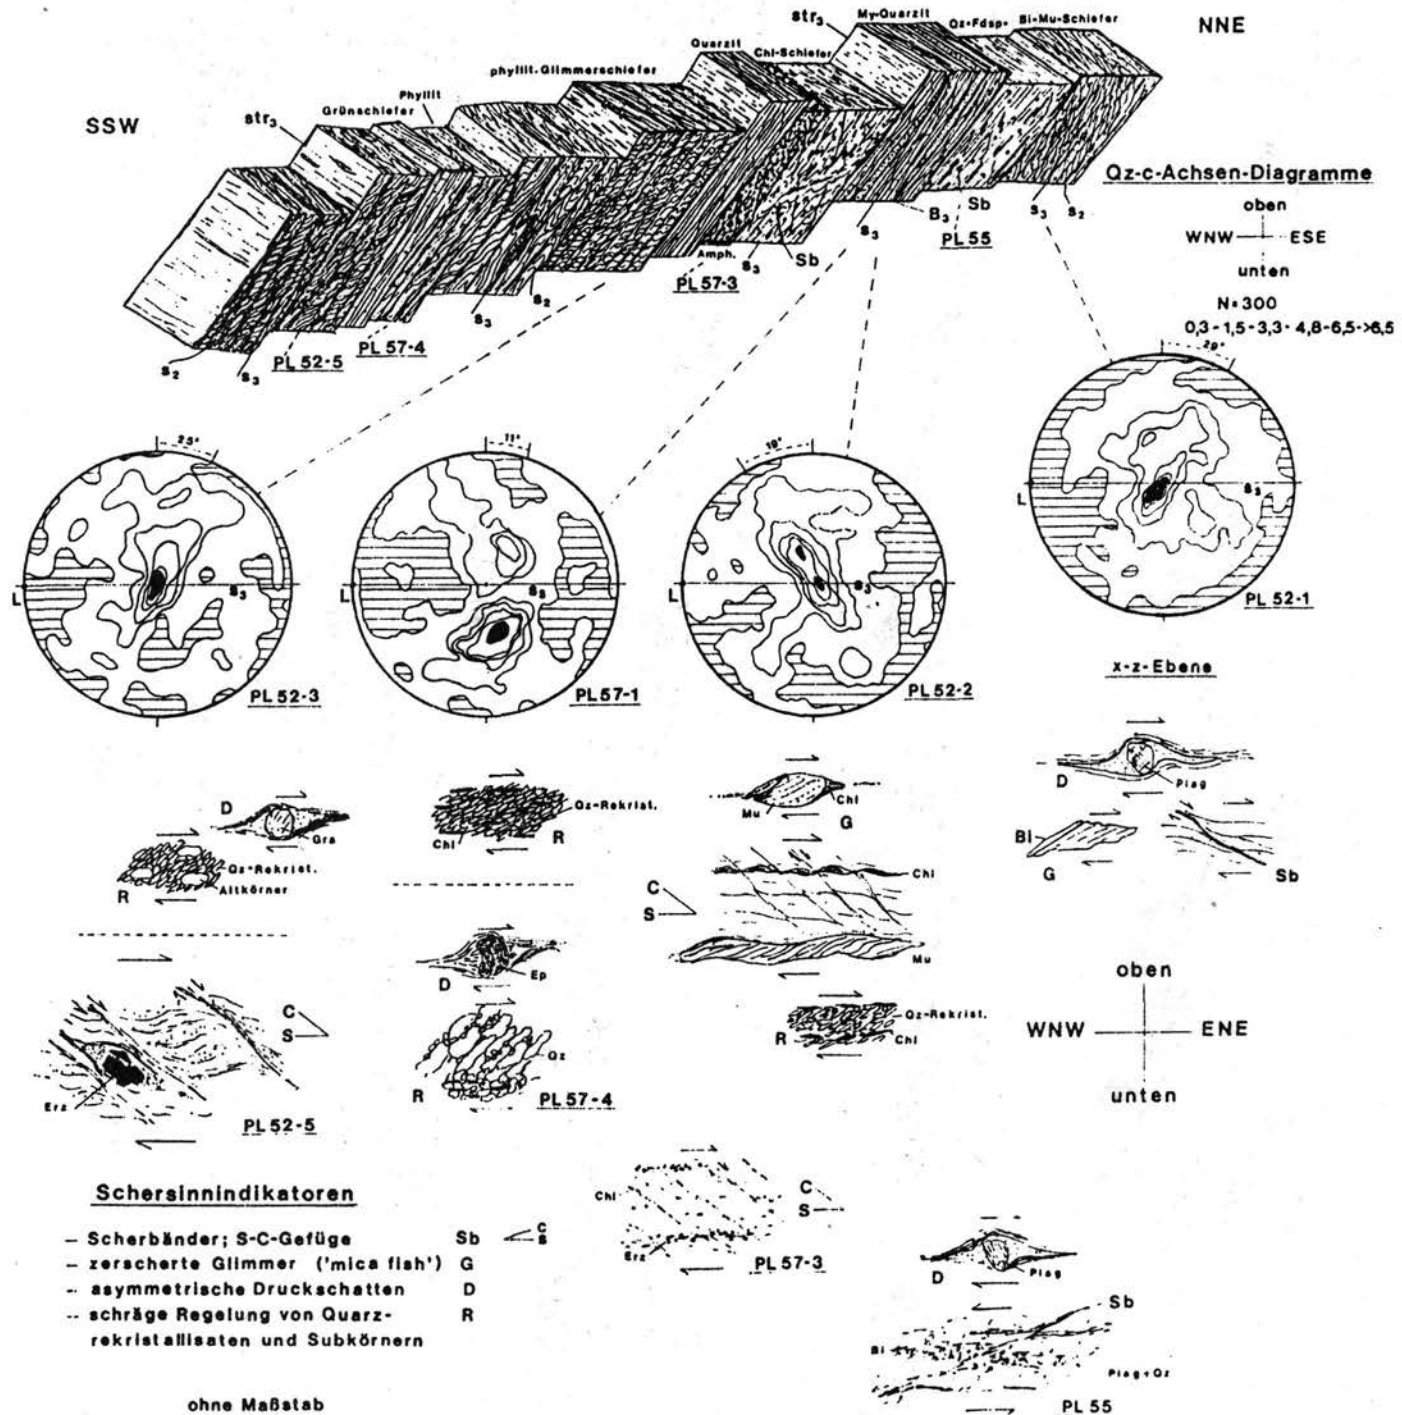 SSW
NNE
str₃
Grünschiefer
Phyllit
phyllit.Glimmerschiefer
Quarzit
Chl-Schiefer
str₃
My-Quarzit
Qz-Fdsp-
Bi-Mu-Schiefer
s₂
s₃
PL 52-5
PL 57-4
s₃
s₂
Amph.
PL 57-3
s₃
Sb
s₃
B₃
Sb
PL 55
s₃
s₂
Qz-c-Achsen-Diagramme
oben
WNW
ESE
unten
N=300
0,3-1,5-3,3-4,8-6,5->6,5
25°
L
s₃
PL 52-3
11°
L
s₃
PL 57-1
19°
L
s₃
PL 52-2
29°
L
s₃
PL 52-1
x-z-Ebene
D
Gra
Qz-Rekrist.
Altkörner
R
C
S
Erz
PL 52-5
Qz-Rekrist.
Chl
R
D
Ep
Qz
R
PL 57-4
Mu
Chl
G
C
S
Chl
Mu
Qz-Rekrist.
R
Chl
D
Plag
Bi
G
Sb
oben
WNW
ENE
unten
Chl
C
S
Erz
PL 57-3
D
Plag
Sb
Bi
Plag+Qz
PL 55
Schersinnindikatoren
- Scherbänder; S-C-Gefüge Sb C S
- zerscherte Glimmer ('mica fish') G
- asymmetrische Druckschatten D
- schräge Regelung von Quarz- R
rekristallisaten und Subkörnern
ohne Maßstab